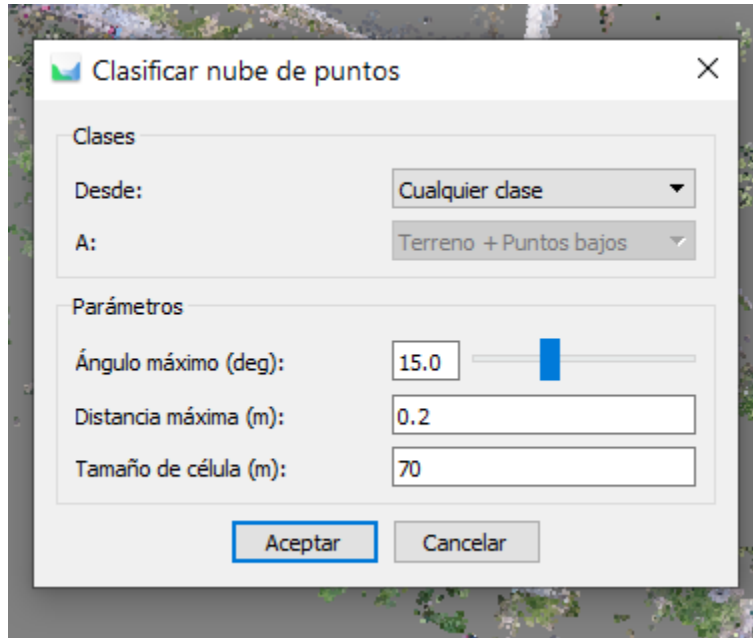 Clasificar nube de puntos
Clases
Desde: Cualquier clase
A: Terreno + Puntos bajos
Parámetros
Ángulo máximo (deg): 15.0
Distancia máxima (m): 0.2
Tamaño de célula (m): 70
Aceptar Cancelar